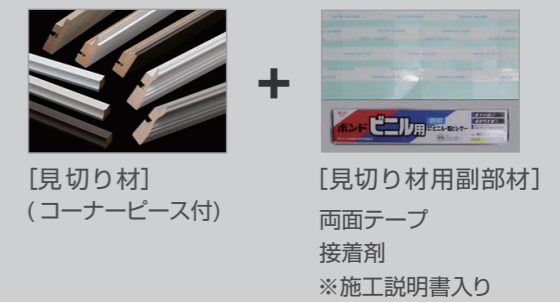 +
ボンド ビニル用
[見切り材]
(コーナーピース付)
[見切り材用副部材]
両面テープ
接着剤
※施工説明書入り